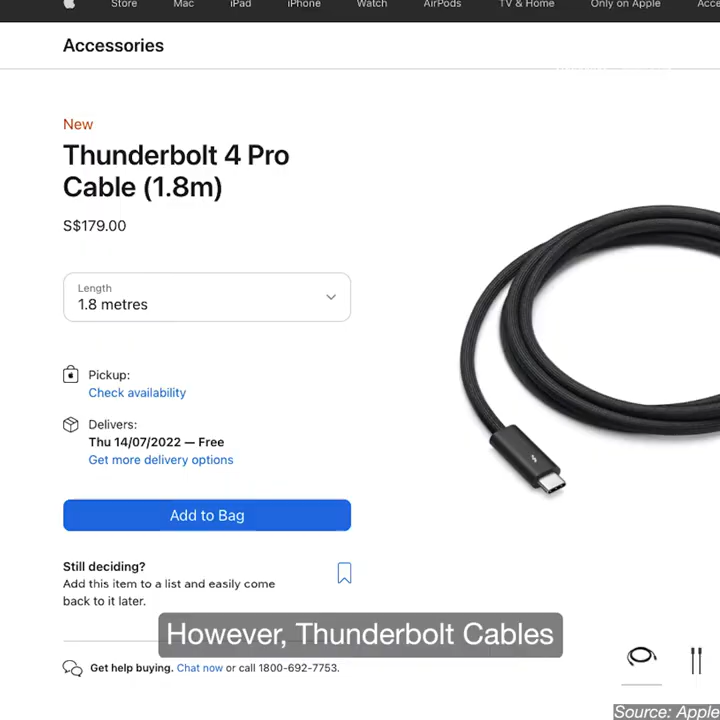 Store Mac iPad iPhone Watch AirPods TV & Home Only on Apple Acce
Accessories
New
Thunderbolt 4 Pro
Cable (1.8m)
S$179.00
Length
1.8 metres
Pickup:
Check availability
Delivers:
Thu 14/07/2022 — Free
Get more delivery options
Add to Bag
Still deciding?
Add this item to a list and easily come
back to it later.
However, Thunderbolt Cables
Get help buying. Chat now or call 1800-692-7753.
Source: Apple